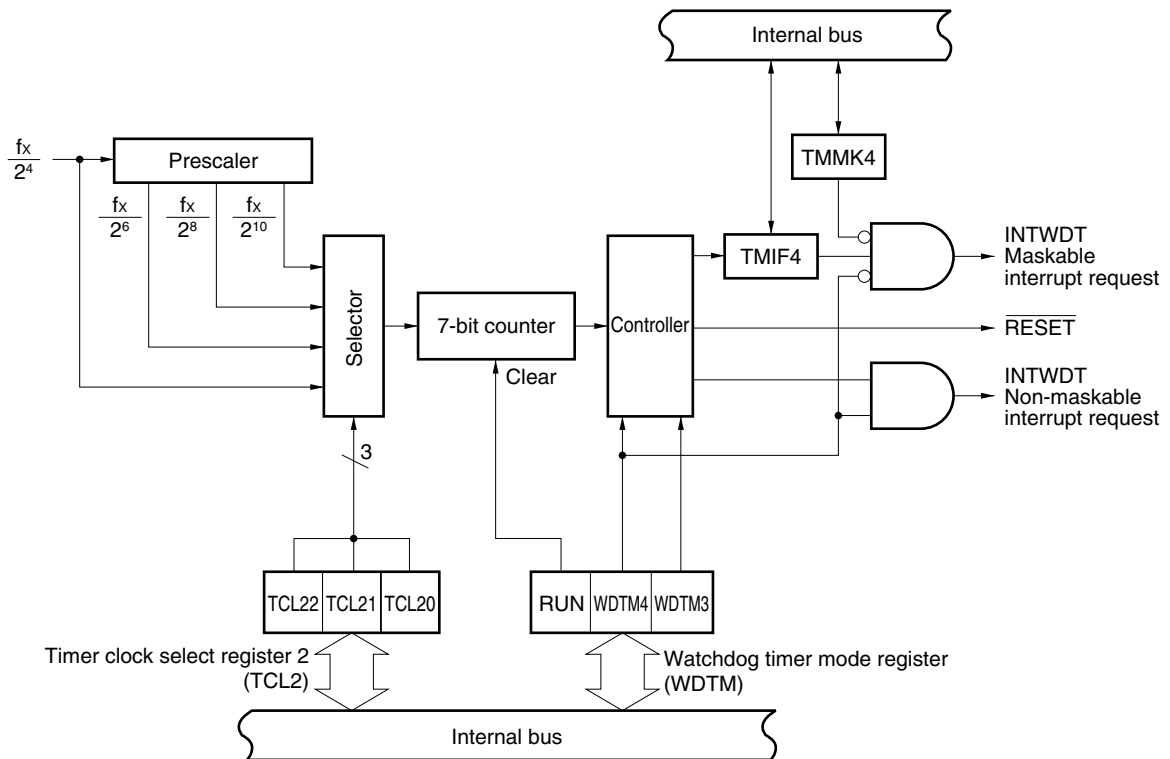 Internal bus
fX
2⁴
Prescaler
TMMK4
fX
2⁶
fX
2⁸
fX
2¹⁰
INTWDT
Maskable
interrupt request
TMIF4
Selector
7-bit counter
Controller
RESET
Clear
INTWDT
Non-maskable
interrupt request
3
TCL22 TCL21 TCL20
RUN WDTM4 WDTM3
Timer clock select register 2
(TCL2)
Watchdog timer mode register
(WDTM)
Internal bus